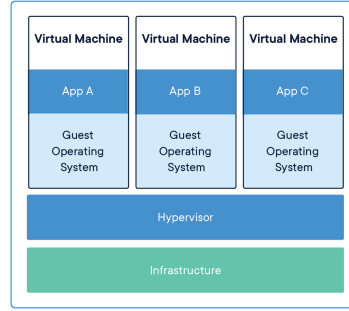 Virtual Machine
Virtual Machine
Virtual Machine
App A
App B
App C
Guest
Operating
System
Guest
Operating
System
Guest
Operating
System
Hypervisor
Infrastructure